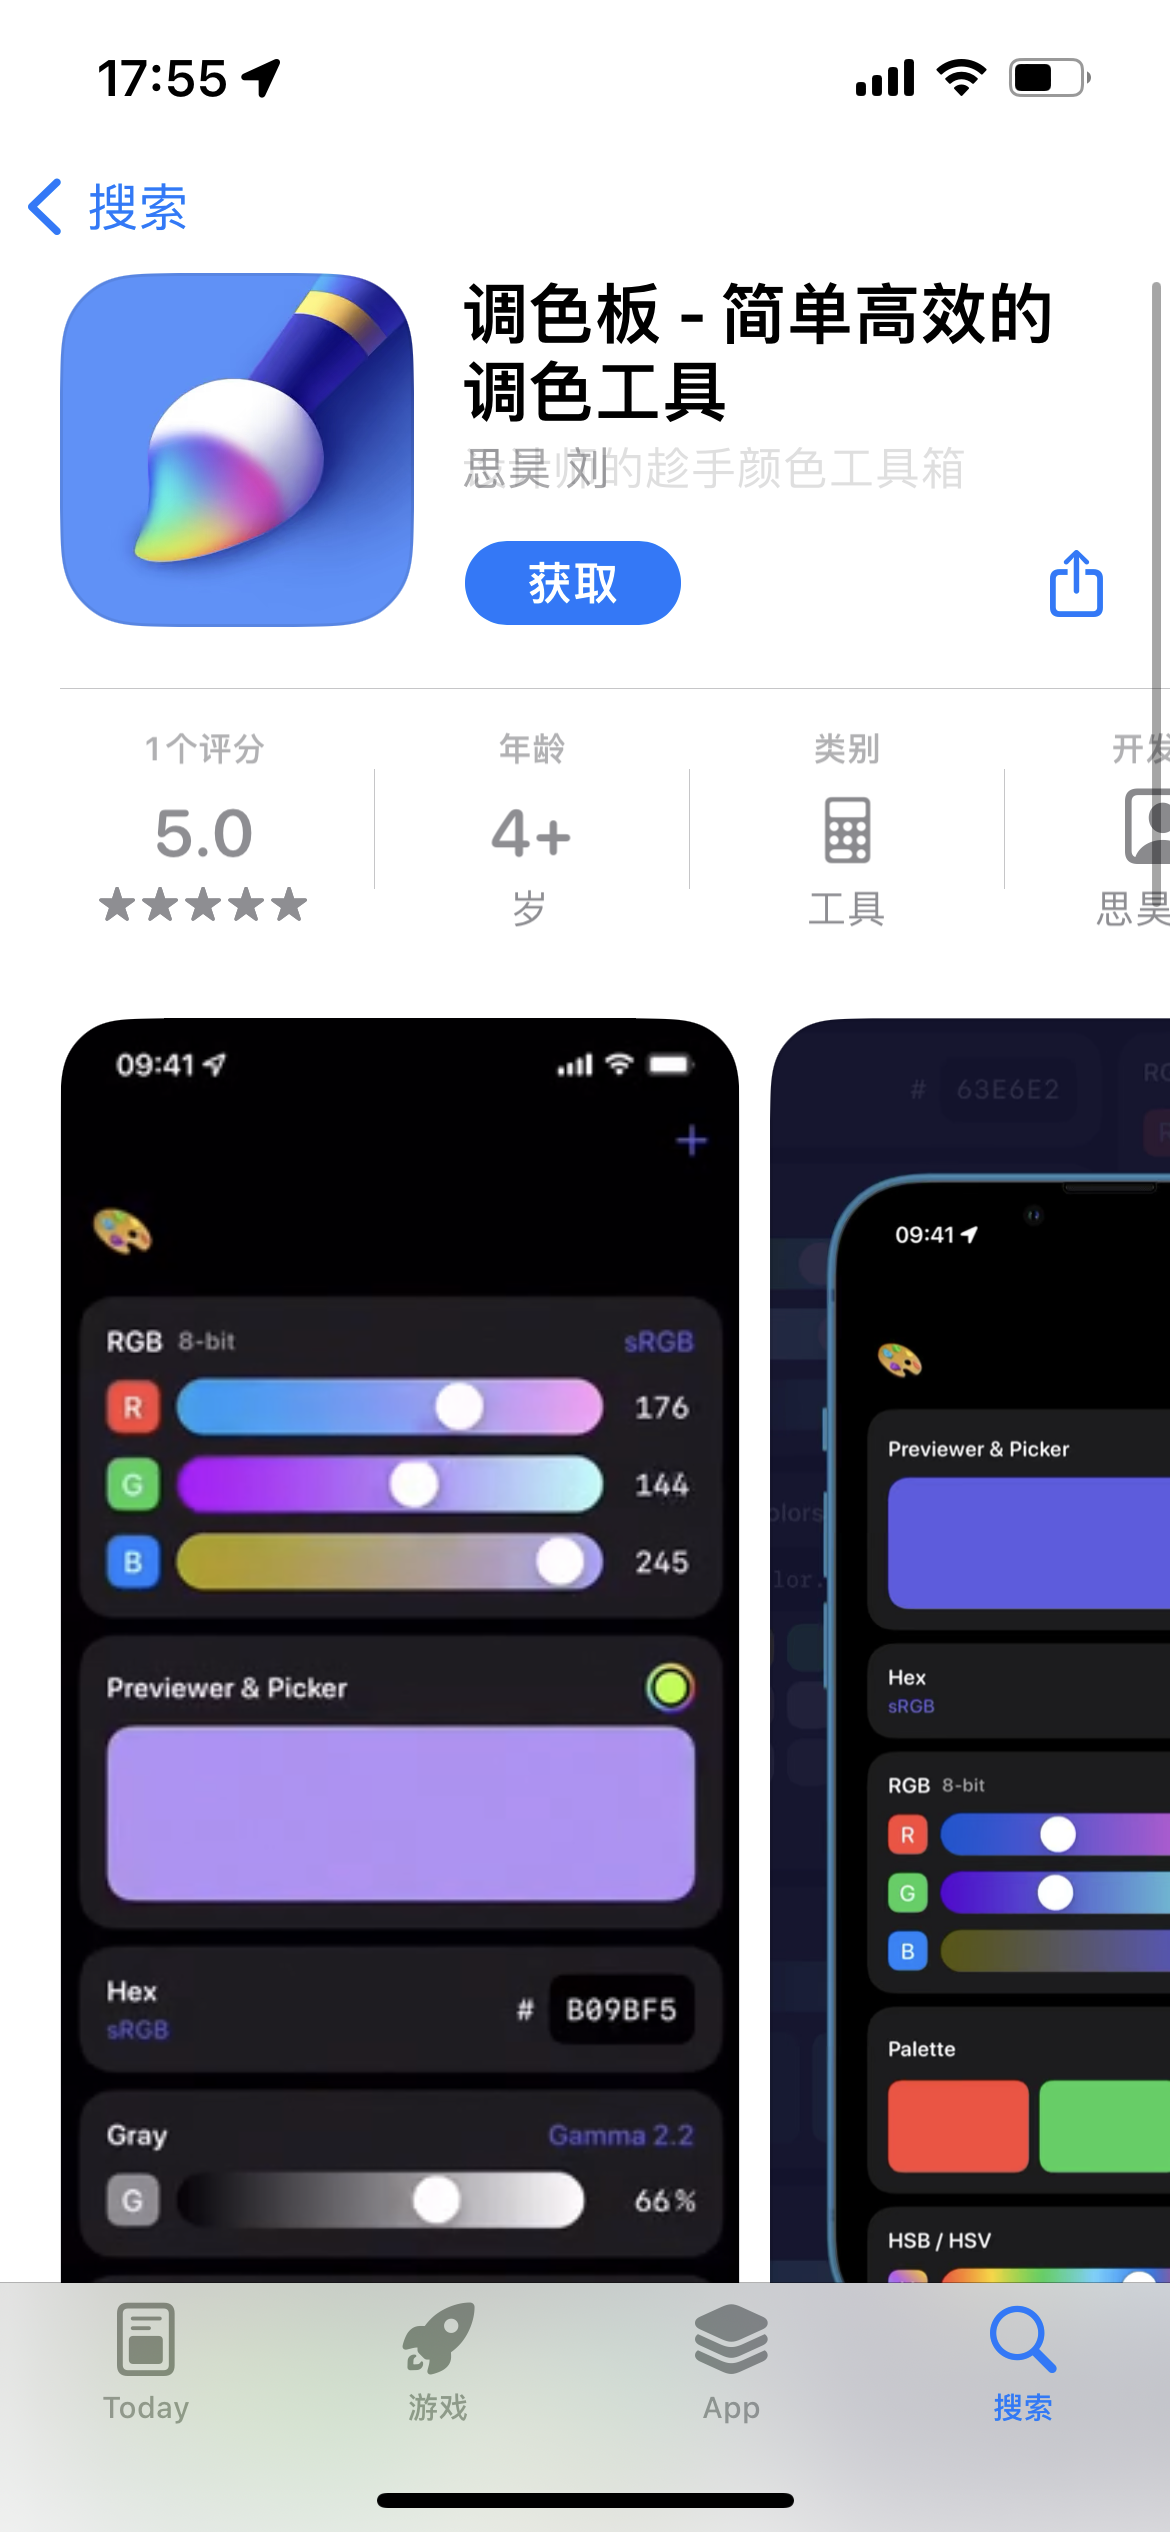 17:55
搜索
调色板 - 简单高效的
调色工具
思昊 刘
的趁手颜色工具箱
获取
1个评分
年龄
类别
开发
5.0
4+
岁
工具
思昊
09:41
RGB 8-bit
sRGB
R
176
G
144
B
245
Previewer & Picker
Hex
sRGB
# B09BF5
Gray
Gamma 2.2
G
66%
# 63E6E2
09:41
Previewer & Picker
Hex
sRGB
RGB 8-bit
R
G
B
Palette
HSB / HSV
Today
游戏
App
搜索